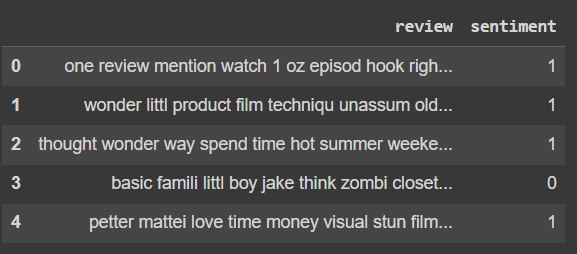 review sentiment
0 one review mention watch 1 oz episod hook righ... 1
1 wonder littl product film techniqu unassum old... 1
2 thought wonder way spend time hot summer weeke... 1
3 basic famili littl boy jake think zombi closet... 0
4 petter mattei love time money visual stun film... 1